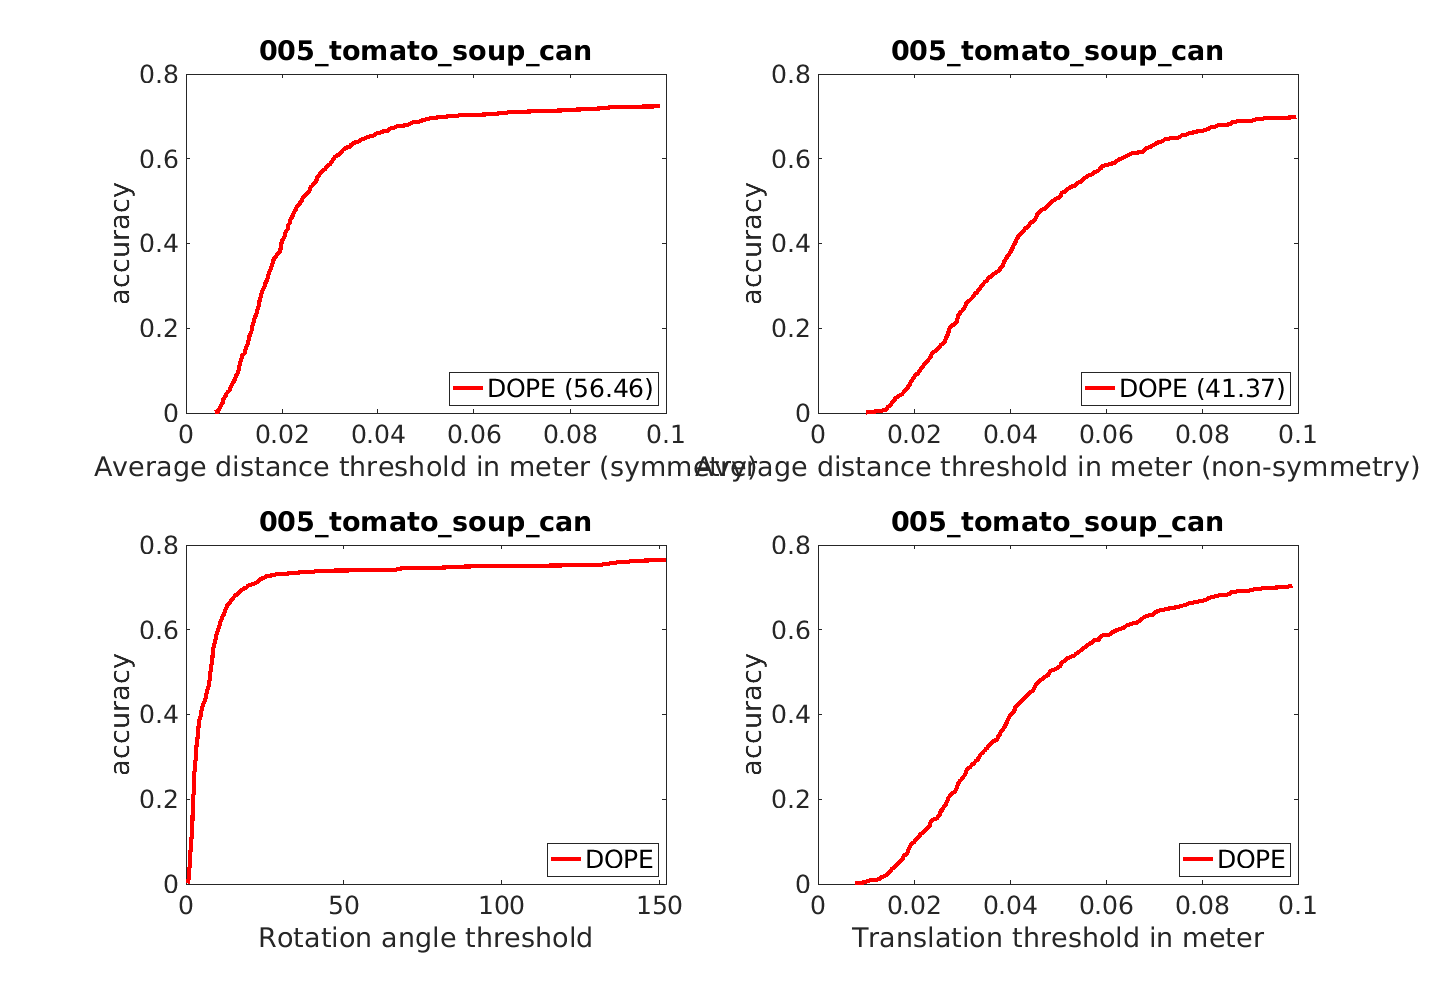 005_tomato_soup_can
0.8
0.6
0.4
0.2
0
accuracy
DOPE (56.46)
0 0.02 0.04 0.06 0.08 0.1
Average distance threshold in meter (symmetry)
005_tomato_soup_can
0.8
0.6
0.4
0.2
0
accuracy
DOPE (41.37)
0 0.02 0.04 0.06 0.08 0.1
Average distance threshold in meter (non-symmetry)
005_tomato_soup_can
0.8
0.6
0.4
0.2
0
accuracy
DOPE
0 50 100 150
Rotation angle threshold
005_tomato_soup_can
0.8
0.6
0.4
0.2
0
accuracy
DOPE
0 0.02 0.04 0.06 0.08 0.1
Translation threshold in meter